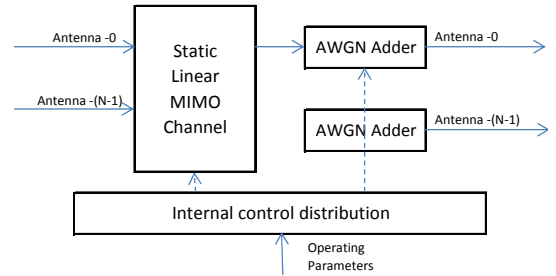 Antenna -0
Antenna -(N-1)
Static
Linear
MIMO
Channel
AWGN Adder
Antenna -0
AWGN Adder
Antenna -(N-1)
Internal control distribution
Operating
Parameters